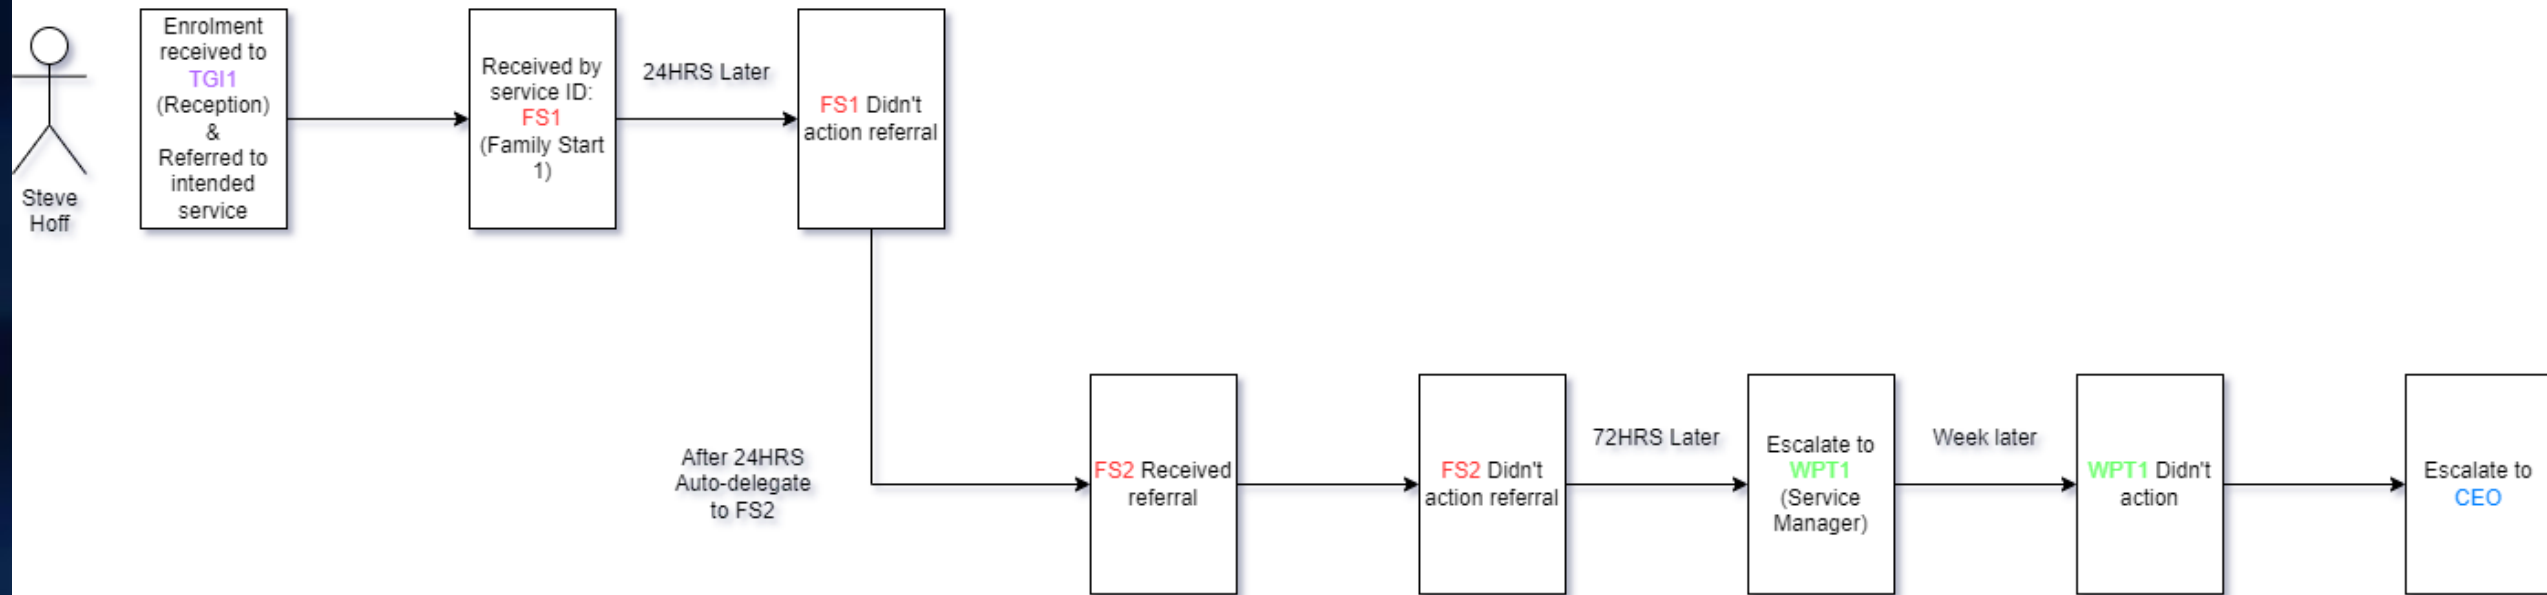 Steve
Hoff
Enrolment
received to
TGI1
(Reception)
&
Referred to
intended
service
Received by
service ID:
FS1
(Family Start
1)
24HRS Later
FS1 Didn't
action referral
After 24HRS
Auto-delegate
to FS2
FS2 Received
referral
FS2 Didn't
action referral
72HRS Later
Escalate to
WPT1
(Service
Manager)
Week later
WPT1 Didn't
action
Escalate to
CEO